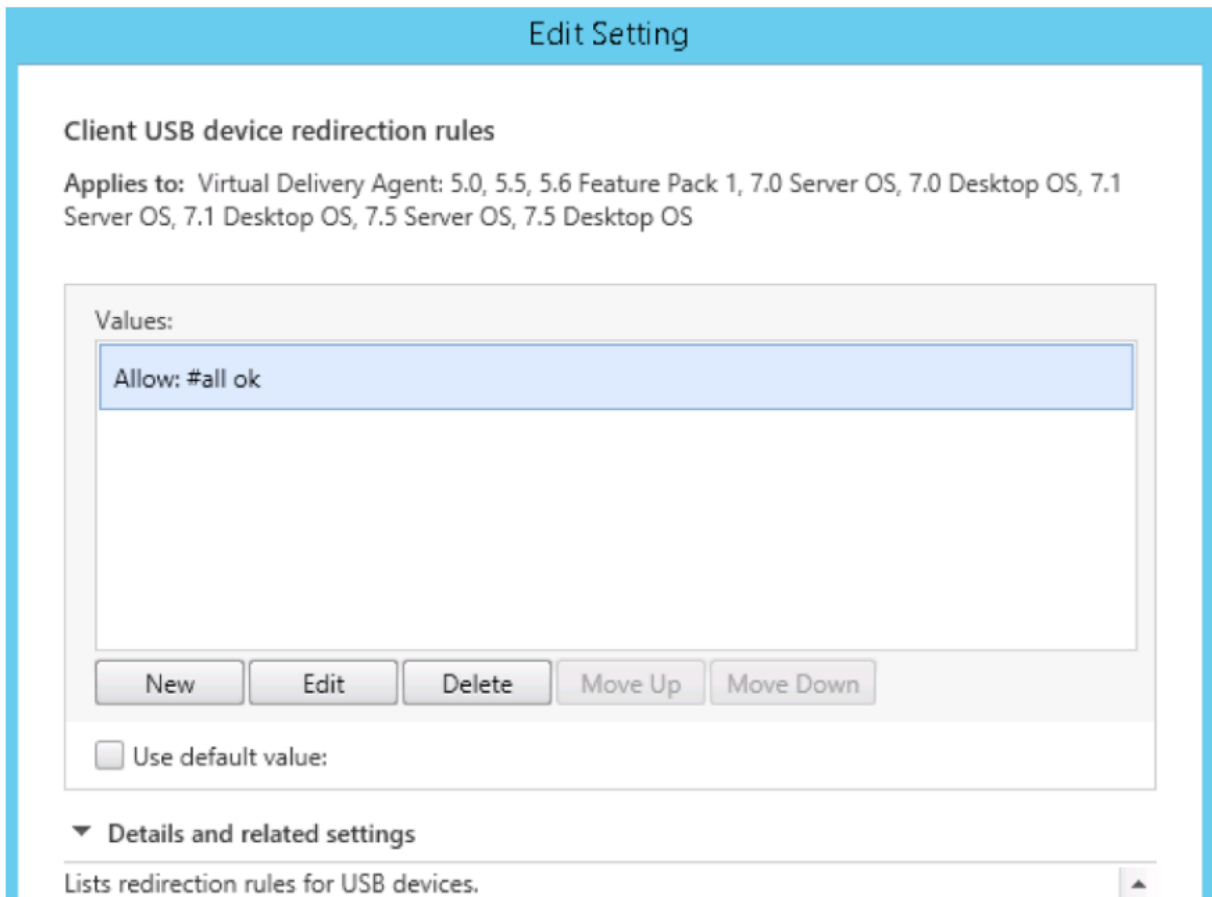 Edit Setting
Client USB device redirection rules
Applies to: Virtual Delivery Agent: 5.0, 5.5, 5.6 Feature Pack 1, 7.0 Server OS, 7.0 Desktop OS, 7.1
Server OS, 7.1 Desktop OS, 7.5 Server OS, 7.5 Desktop OS
Values:
Allow: #all ok
New Edit Delete Move Up Move Down
Use default value:
Details and related settings
Lists redirection rules for USB devices.